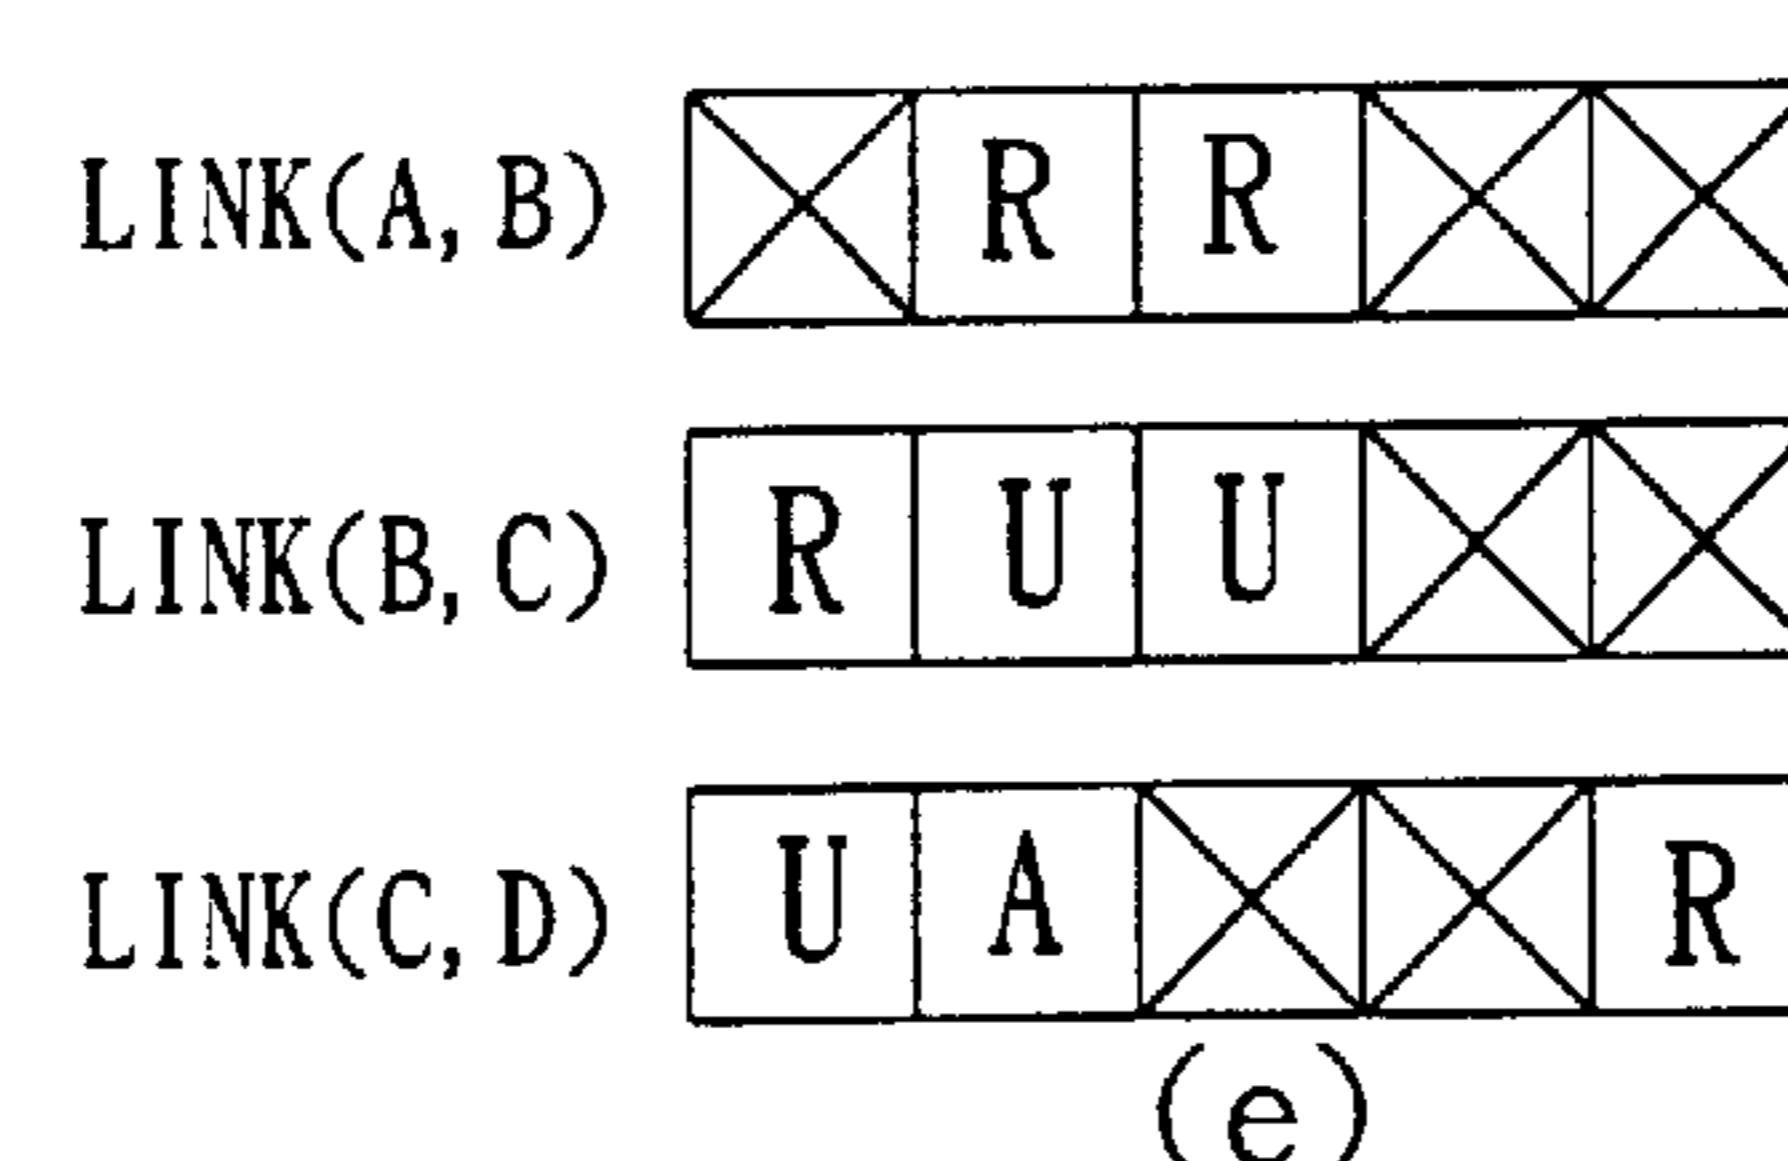 LINK(A, B) R R
LINK(B, C) R U U
LINK(C, D) U A R
(e)